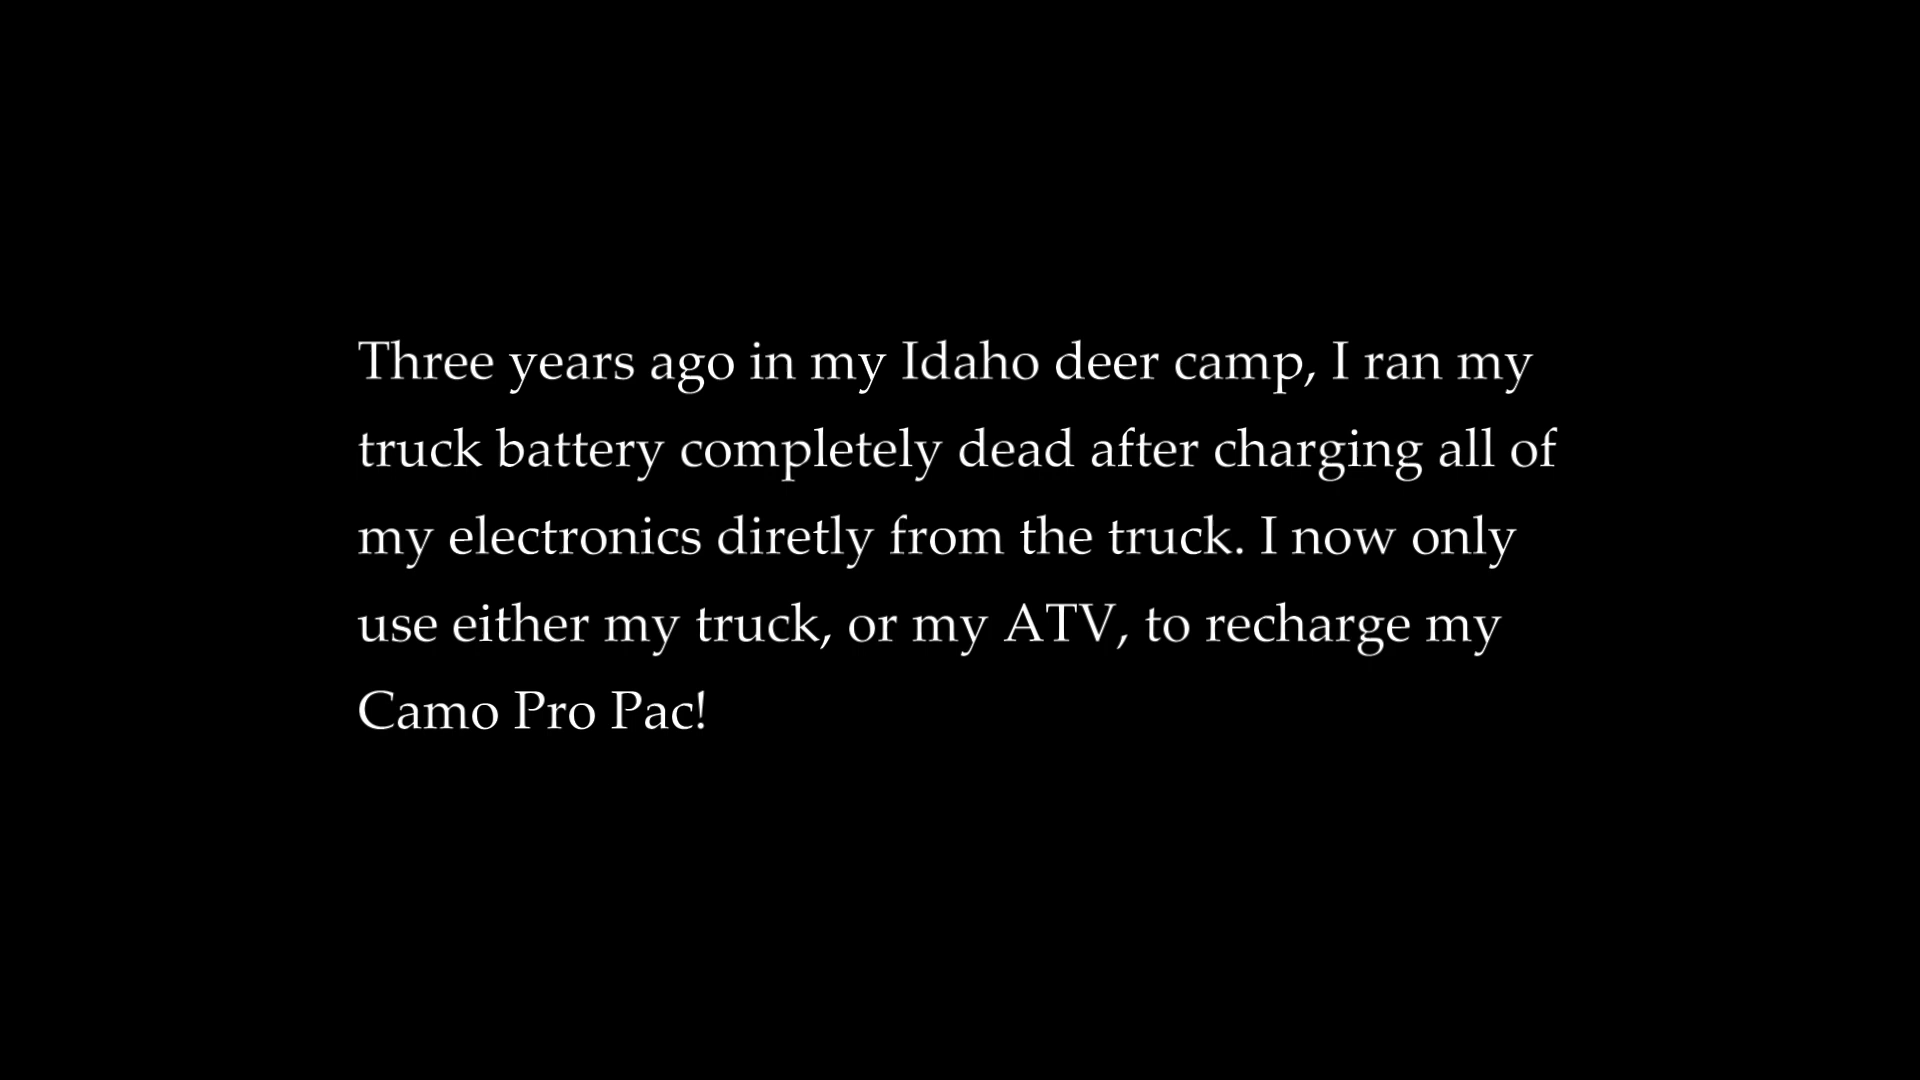 Three years ago in my Idaho deer camp, I ran my
truck battery completely dead after charging all of
my electronics diretly from the truck. I now only
use either my truck, or my ATV, to recharge my
Camo Pro Pac!